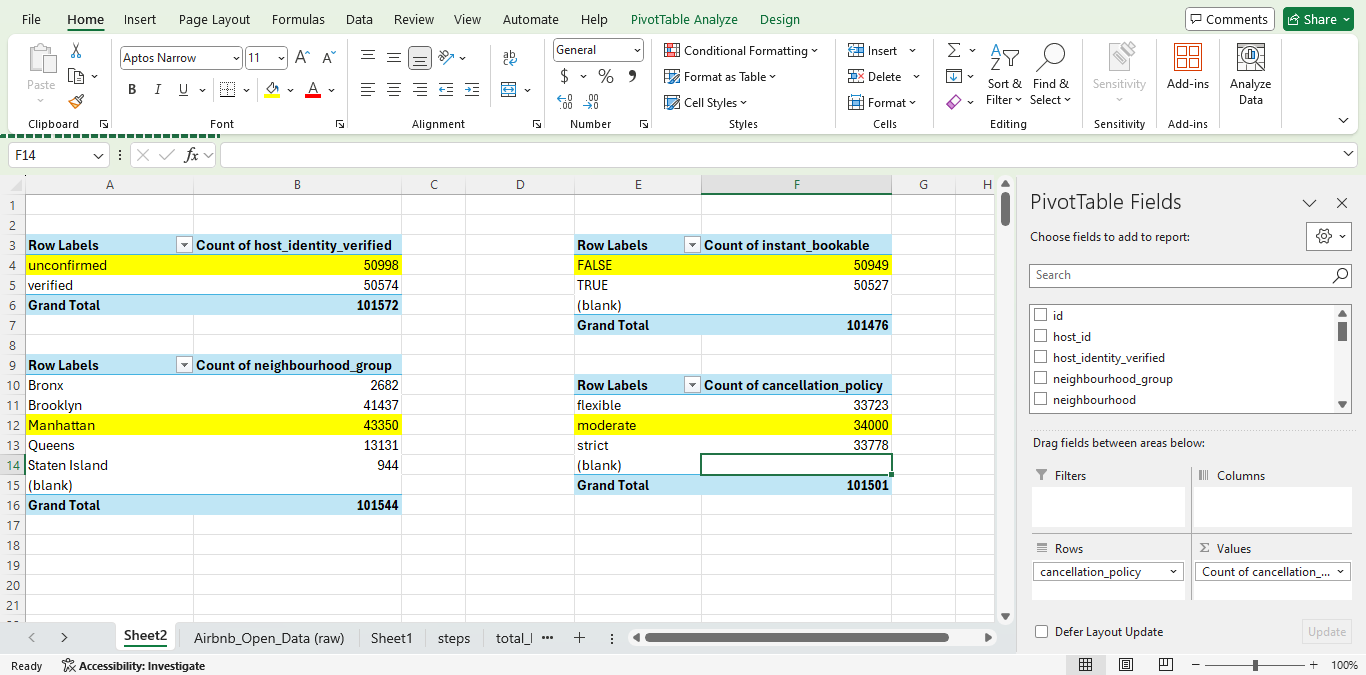 File Home Insert Page Layout Formulas Data Review View Automate Help PivotTable Analyze Design Comments Share
Paste
Clipboard
Aptos Narrow 11 A A
B I U A
Font
ab
Alignment
General
$ % 9
.00 .00
Number
Conditional Formatting
Format as Table
Cell Styles
Styles
Insert
Delete
Format
Cells
Σ
Sort & Filter
Find & Select
Editing
Sensitivity
Sensitivity
Add-ins
Add-ins
Analyze Data
F14 fx
A B C D E F G H
1
2
3 Row Labels Count of host_identity_verified Row Labels Count of instant_bookable
4 unconfirmed 50998 FALSE 50949
5 verified 50574 TRUE 50527
6 Grand Total 101572 (blank)
7 Grand Total 101476
8
9 Row Labels Count of neighbourhood_group
10 Bronx 2682 Row Labels Count of cancellation_policy
11 Brooklyn 41437 flexible 33723
12 Manhattan 43350 moderate 34000
13 Queens 13131 strict 33778
14 Staten Island 944 (blank)
15 (blank) Grand Total 101501
16 Grand Total 101544
17
18
19
20
21
PivotTable Fields
Choose fields to add to report:
Search
id
host_id
host_identity_verified
neighbourhood_group
neighbourhood
Drag fields between areas below:
Filters Columns
Rows Σ Values
cancellation_policy Count of cancellation_...
Defer Layout Update Update
Sheet2 Airbnb_Open_Data (raw) Sheet1 steps total_l ...
Ready Accessibility: Investigate 100%